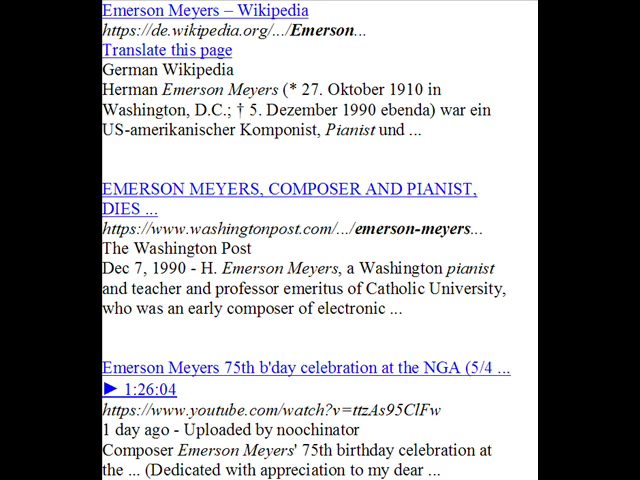 Emerson Meyers – Wikipedia
https://de.wikipedia.org/.../Emerson...
Translate this page
German Wikipedia
Herman Emerson Meyers (* 27. Oktober 1910 in
Washington, D.C.; † 5. Dezember 1990 ebenda) war ein
US-amerikanischer Komponist, Pianist und ...
EMERSON MEYERS, COMPOSER AND PIANIST,
DIES ...
https://www.washingtonpost.com/.../emerson-meyers...
The Washington Post
Dec 7, 1990 - H. Emerson Meyers, a Washington pianist
and teacher and professor emeritus of Catholic University,
who was an early composer of electronic ...
Emerson Meyers 75th b'day celebration at the NGA (5/4 ...
► 1:26:04
https://www.youtube.com/watch?v=ttzAs95ClFw
1 day ago - Uploaded by noochinator
Composer Emerson Meyers' 75th birthday celebration at
the ... (Dedicated with appreciation to my dear ...